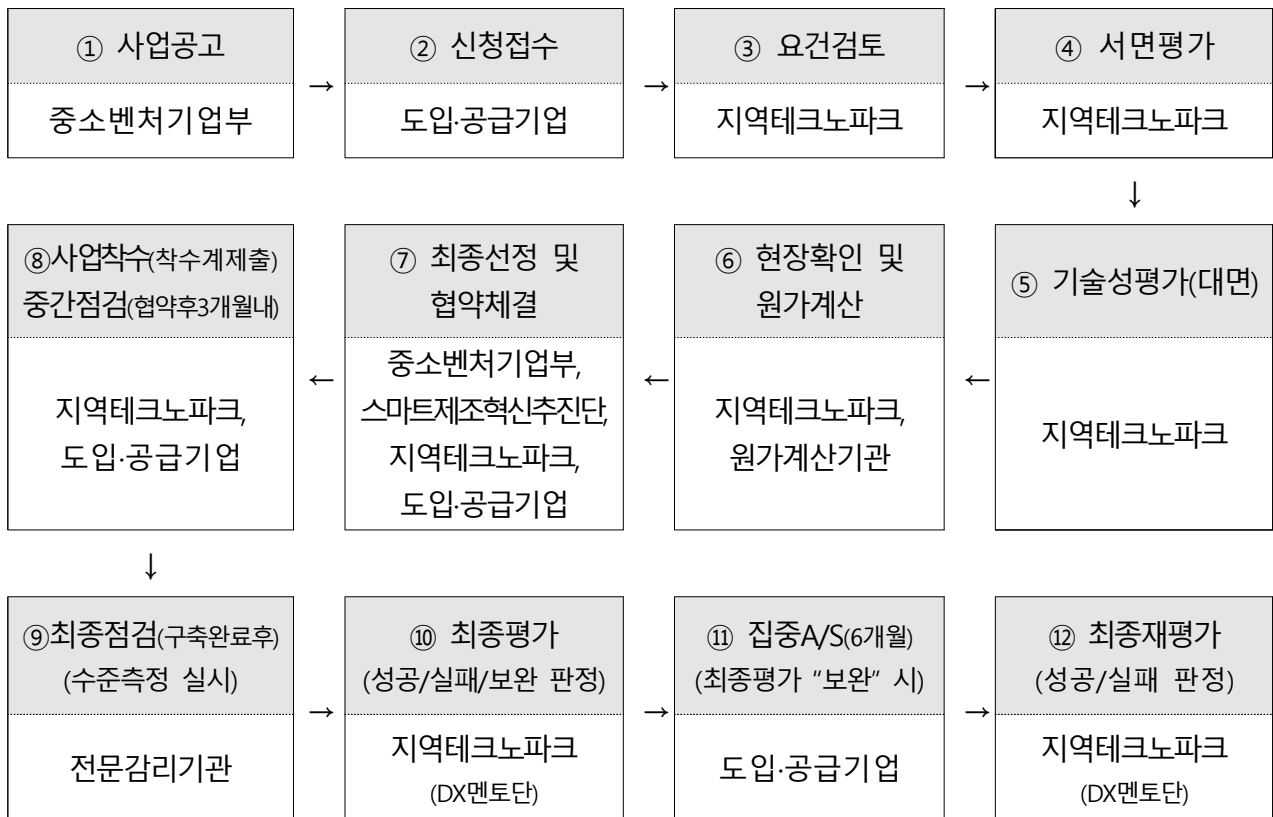 ① 사업공고
중소벤처기업부
→
② 신청접수
도입·공급기업
→
③ 요건검토
지역테크노파크
→
④ 서면평가
지역테크노파크
↓
⑤ 기술성평가(대면)
지역테크노파크
←
⑥ 현장확인 및
원가계산
지역테크노파크,
원가계산기관
←
⑦ 최종선정 및
협약체결
중소벤처기업부,
스마트제조혁신추진단,
지역테크노파크,
도입·공급기업
←
⑧사업착수(착수계제출)
중간점검(협약후3개월내)
지역테크노파크,
도입·공급기업
↓
⑨최종점검(구축완료후)
(수준측정 실시)
전문감리기관
→
⑩ 최종평가
(성공/실패/보완 판정)
지역테크노파크
(DX멘토단)
→
⑪ 집중A/S(6개월)
(최종평가 “보완” 시)
도입·공급기업
→
⑫ 최종재평가
(성공/실패 판정)
지역테크노파크
(DX멘토단)